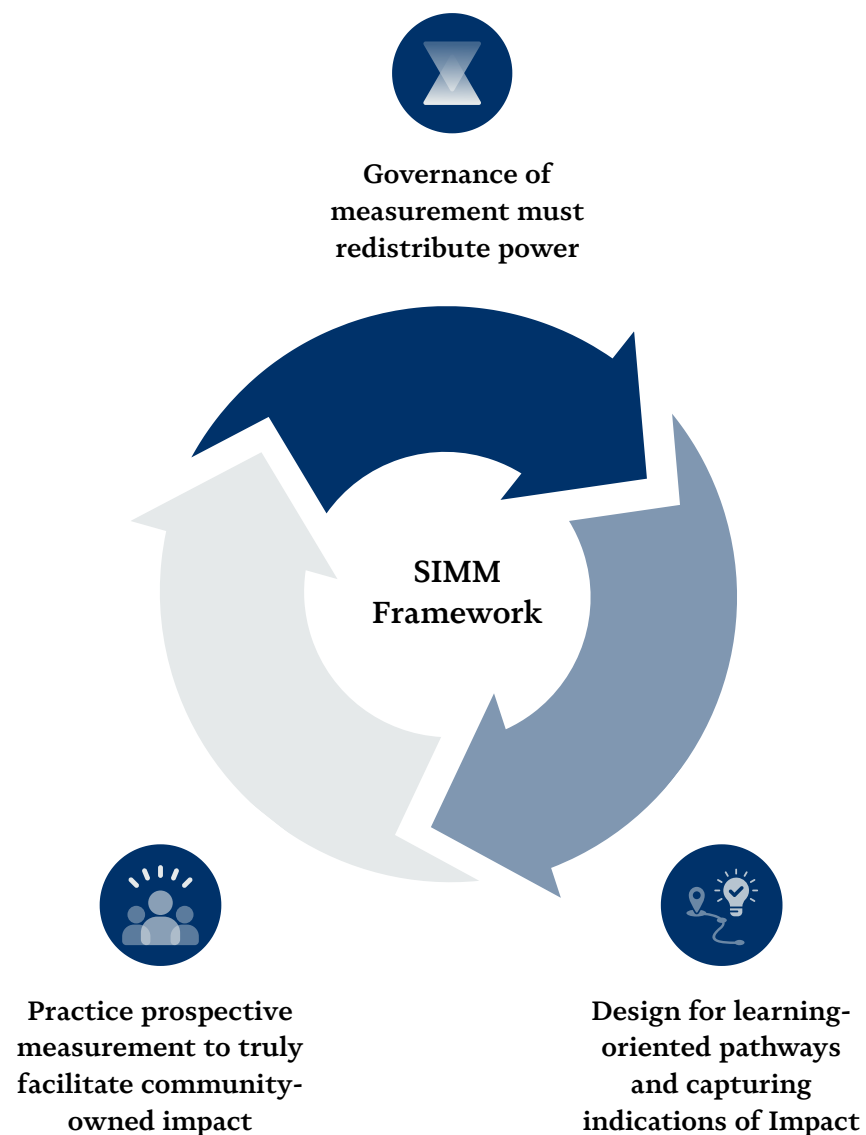 Governance of
measurement must
redistribute power
SIMM
Framework
Practice prospective
measurement to truly
facilitate community-
owned impact
Design for learning-
oriented pathways
and capturing
indications of Impact